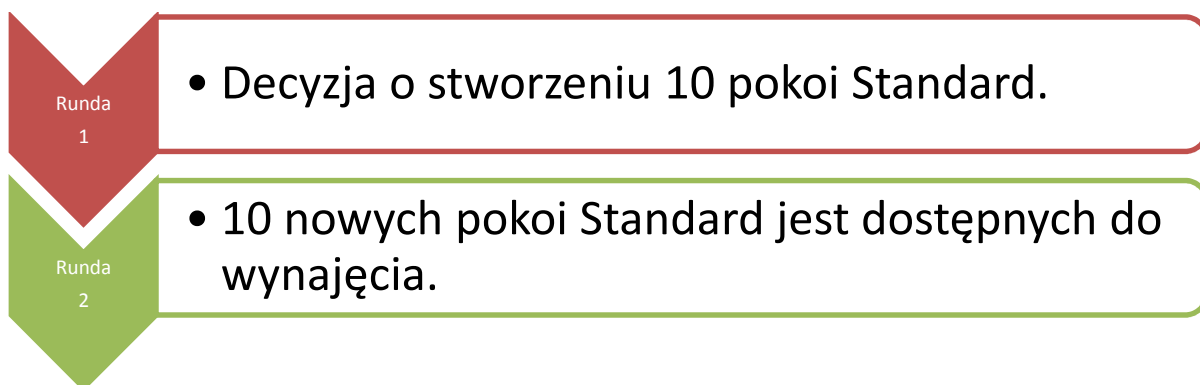 Runda
1
• Decyzja o stworzeniu 10 pokoi Standard.
Runda
2
• 10 nowych pokoi Standard jest dostępnych do
wynajęcia.